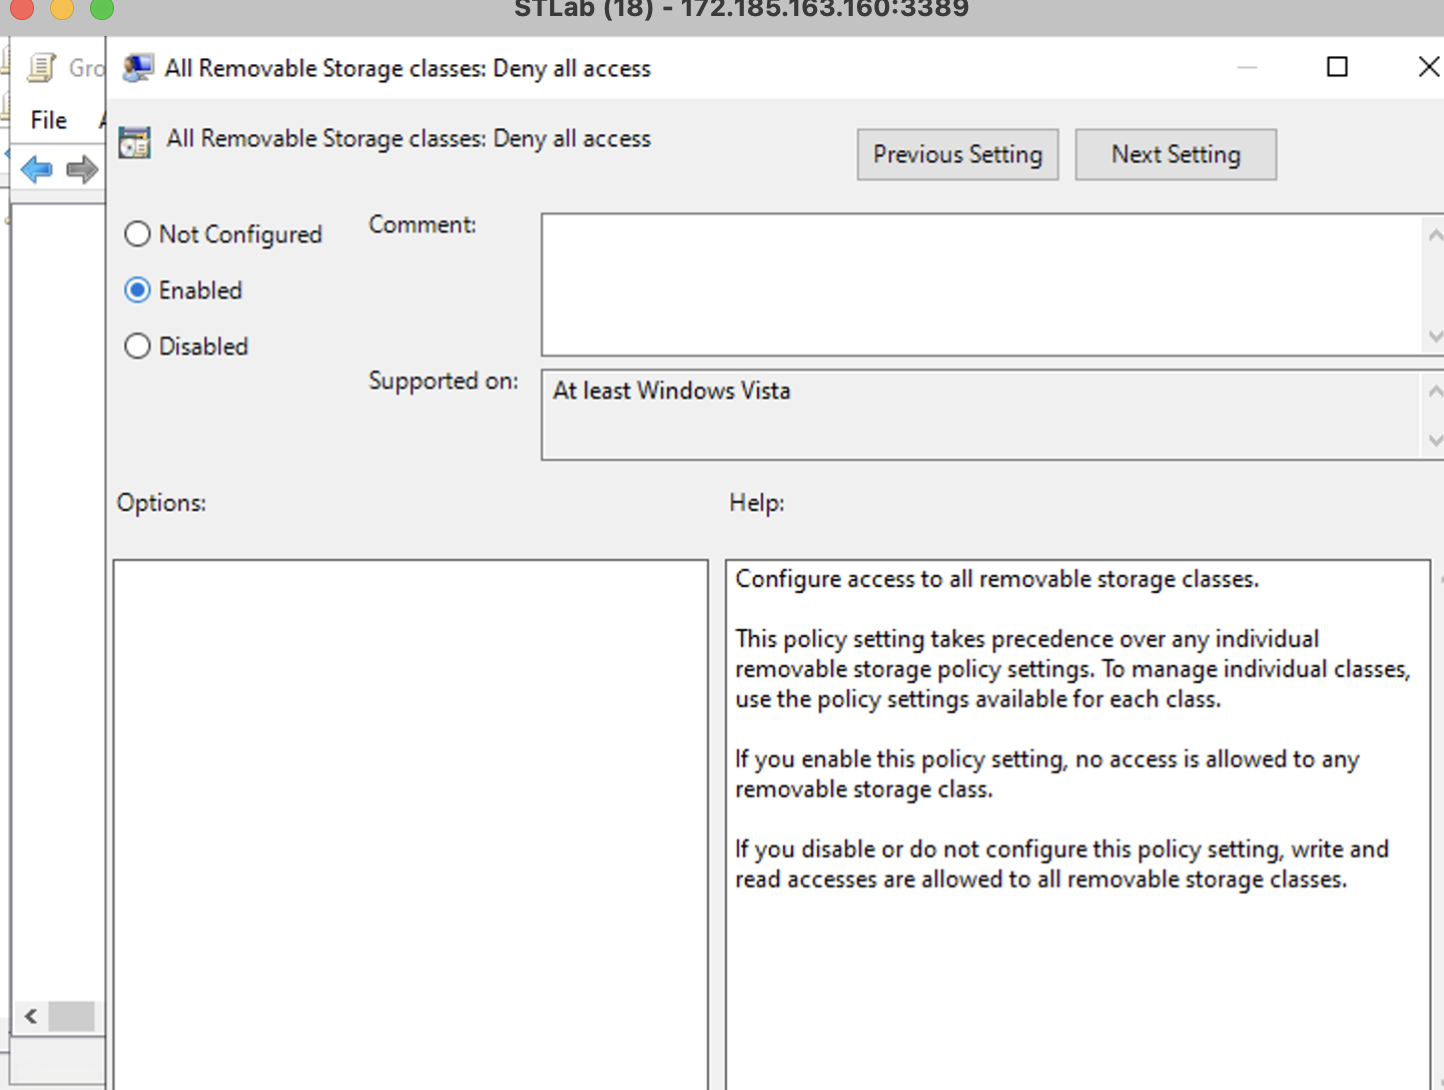 STLab (18) - 172.185.163.160:3389
Gro
All Removable Storage classes: Deny all access
File
All Removable Storage classes: Deny all access
Previous Setting
Next Setting
Not Configured
Comment:
Enabled
Disabled
Supported on:
At least Windows Vista
Options:
Help:
Configure access to all removable storage classes.
This policy setting takes precedence over any individual
removable storage policy settings. To manage individual classes,
use the policy settings available for each class.
If you enable this policy setting, no access is allowed to any
removable storage class.
If you disable or do not configure this policy setting, write and
read accesses are allowed to all removable storage classes.